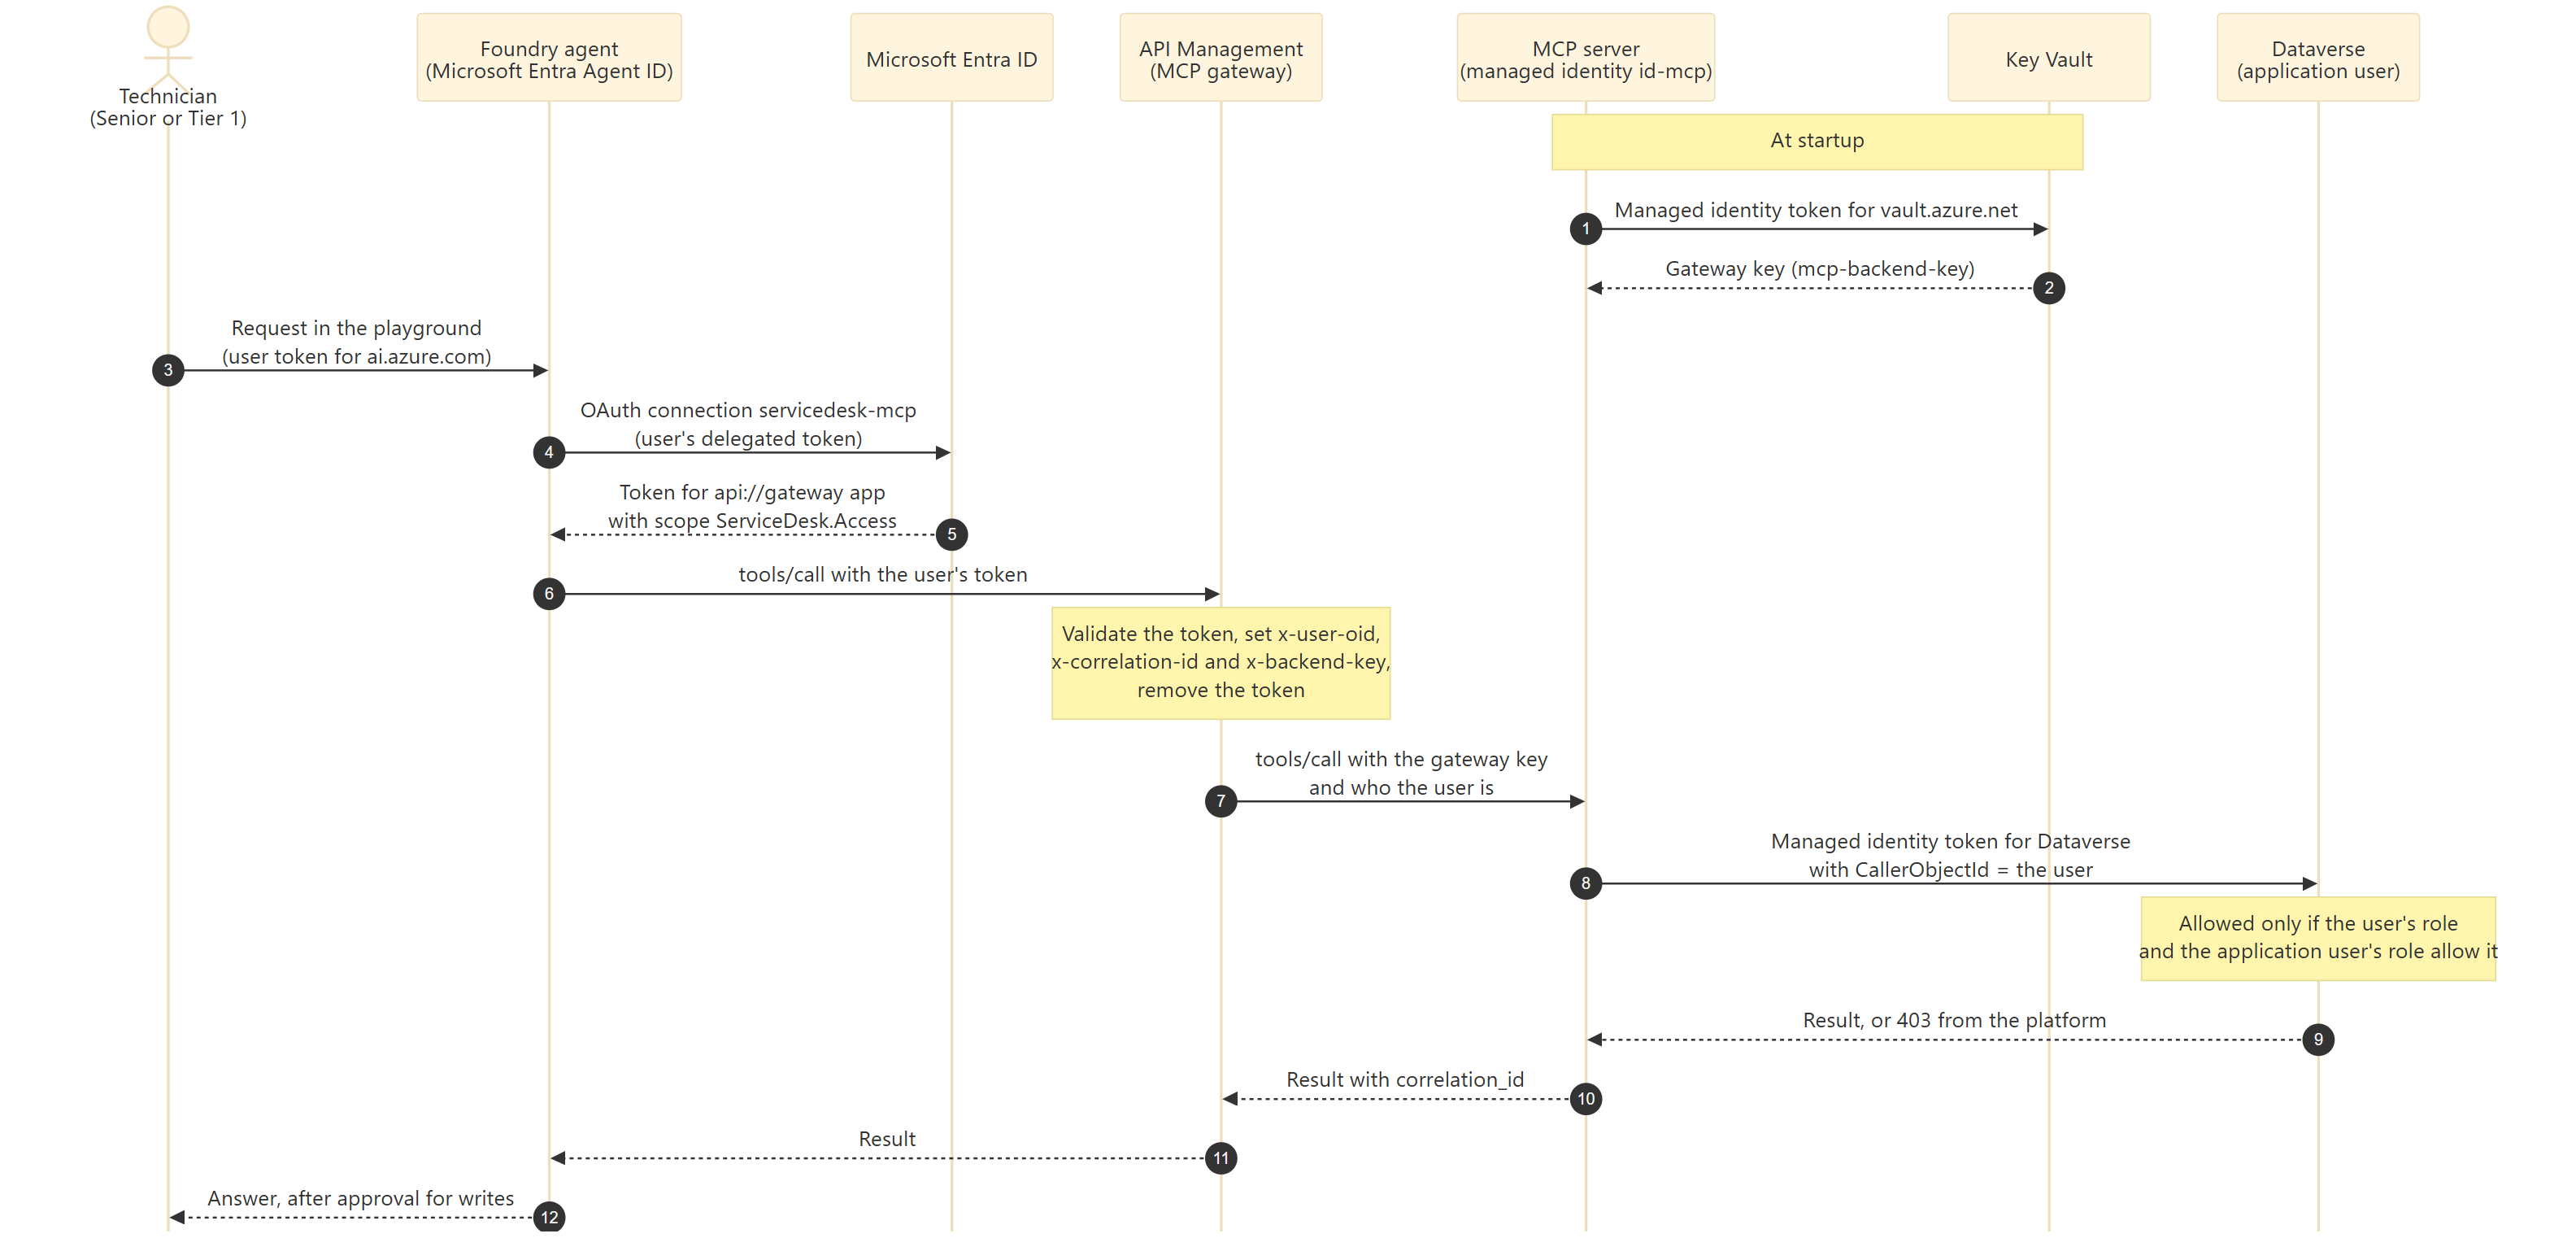 Technician
(Senior or Tier 1)
Foundry agent
(Microsoft Entra Agent ID)
Microsoft Entra ID
API Management
(MCP gateway)
MCP server
(managed identity id-mcp)
Key Vault
Dataverse
(application user)
At startup
1
Managed identity token for vault.azure.net
Gateway key (mcp-backend-key)
2
Request in the playground
(user token for ai.azure.com)
3
OAuth connection servicedesk-mcp
(user's delegated token)
4
Token for api://gateway app
with scope ServiceDesk.Access
5
tools/call with the user's token
6
Validate the token, set x-user-oid,
x-correlation-id and x-backend-key,
remove the token
tools/call with the gateway key
and who the user is
7
Managed identity token for Dataverse
with CallerObjectId = the user
8
Allowed only if the user's role
and the application user's role allow it
Result, or 403 from the platform
9
Result with correlation_id
10
Result
11
Answer, after approval for writes
12